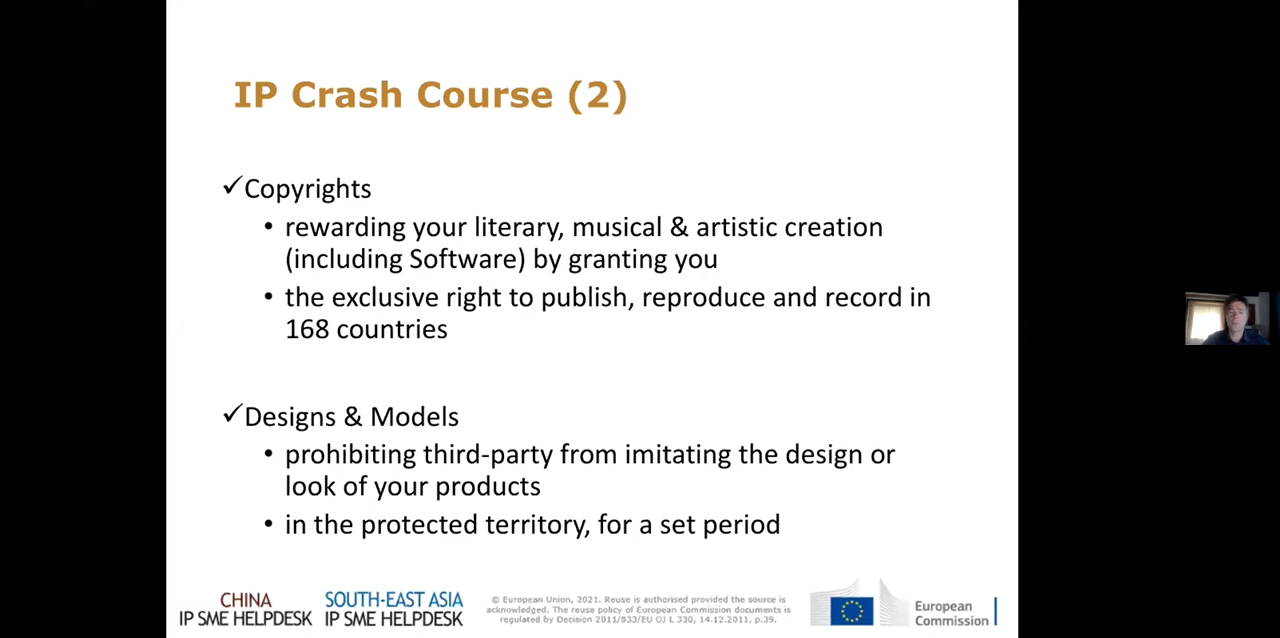 IP Crash Course (2)
✓Copyrights
• rewarding your literary, musical & artistic creation
(including Software) by granting you
• the exclusive right to publish, reproduce and record in
168 countries
✓Designs & Models
• prohibiting third-party from imitating the design or
look of your products
• in the protected territory, for a set period
CHINA
IP SME HELPDESK
SOUTH-EAST ASIA
IP SME HELPDESK
© European Union, 2021. Reuse is authorised provided the source is
acknowledged. The reuse policy of European Commission documents is
regulated by Decision 2011/833/EU OJ L 330, 14.12.2011, p.39.
European
Commission